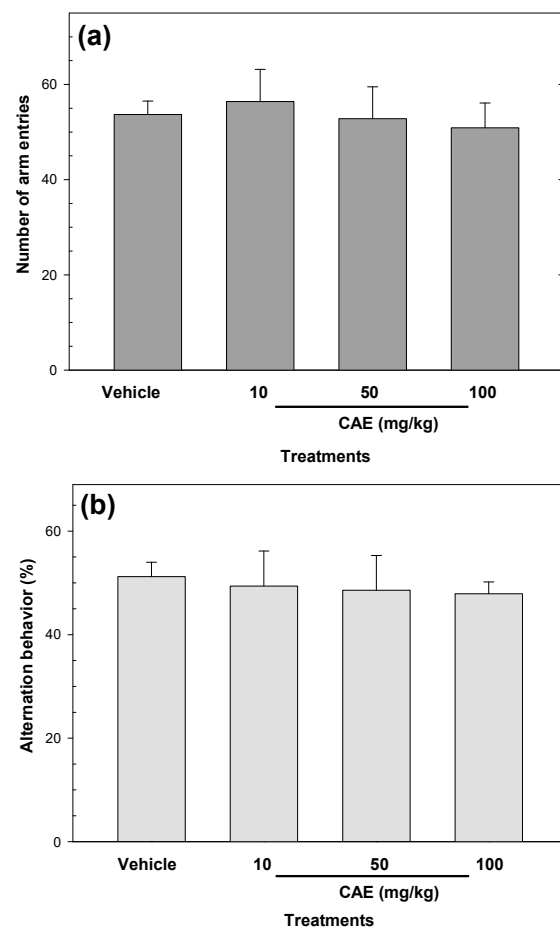 (a)
Number of arm entries
60
40
20
0
Vehicle 10 50 100
CAE (mg/kg)
Treatments
(b)
Alternation behavior (%)
60
40
20
0
Vehicle 10 50 100
CAE (mg/kg)
Treatments